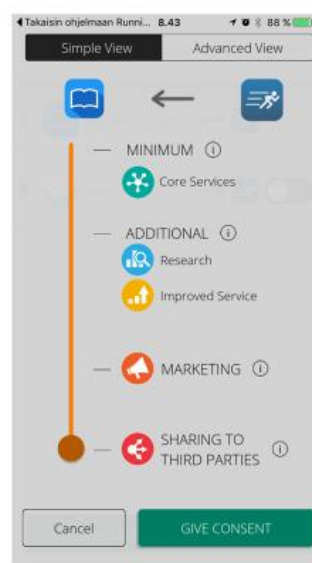 Takaisin ohjelmaan Runni... 8.43 88 %
Simple View Advanced View
MINIMUM
Core Services
ADDITIONAL
Research
Improved Service
MARKETING
SHARING TO
THIRD PARTIES
Cancel GIVE CONSENT